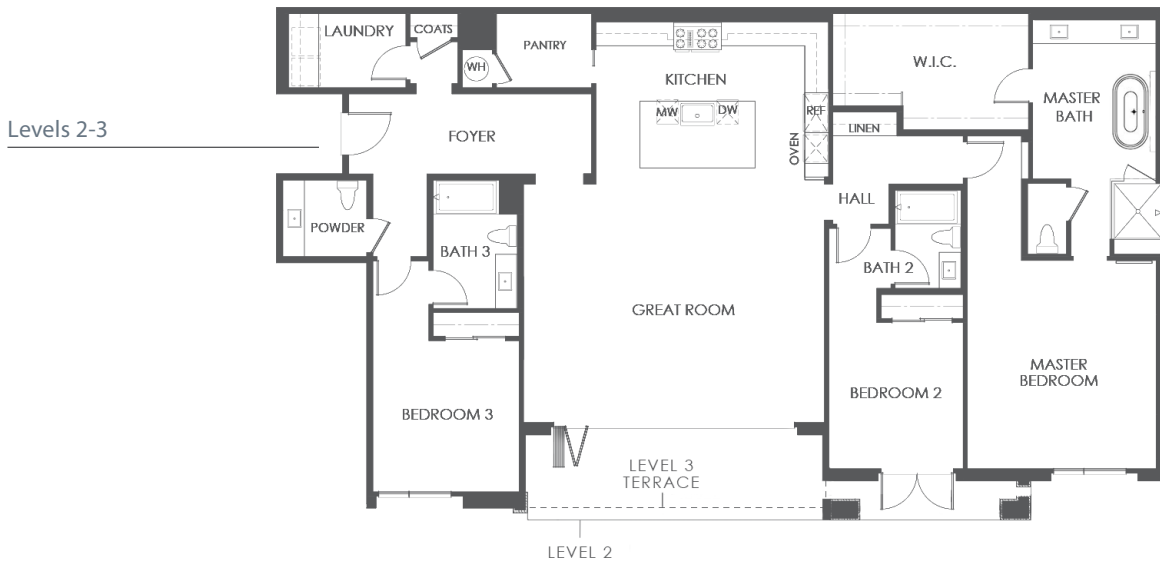 Levels 2-3
LAUNDRY
COATS
PANTRY
WH
KITCHEN
W.I.C.
MASTER
BATH
MW
DW
REF
LINEN
OVEN
FOYER
HALL
POWDER
BATH 3
BATH 2
GREAT ROOM
MASTER
BEDROOM
BEDROOM 2
BEDROOM 3
LEVEL 3
TERRACE
LEVEL 2